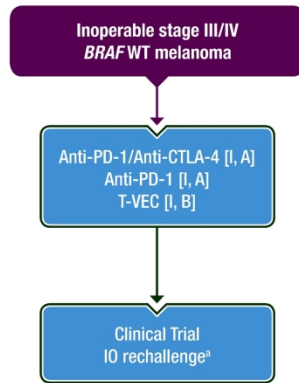 Inoperable stage III/IV
BRAF WT melanoma
Anti-PD-1/Anti-CTLA-4 [I, A]
Anti-PD-1 [I, A]
T-VEC [I, B]
Clinical Trial
IO rechallengeᵃ